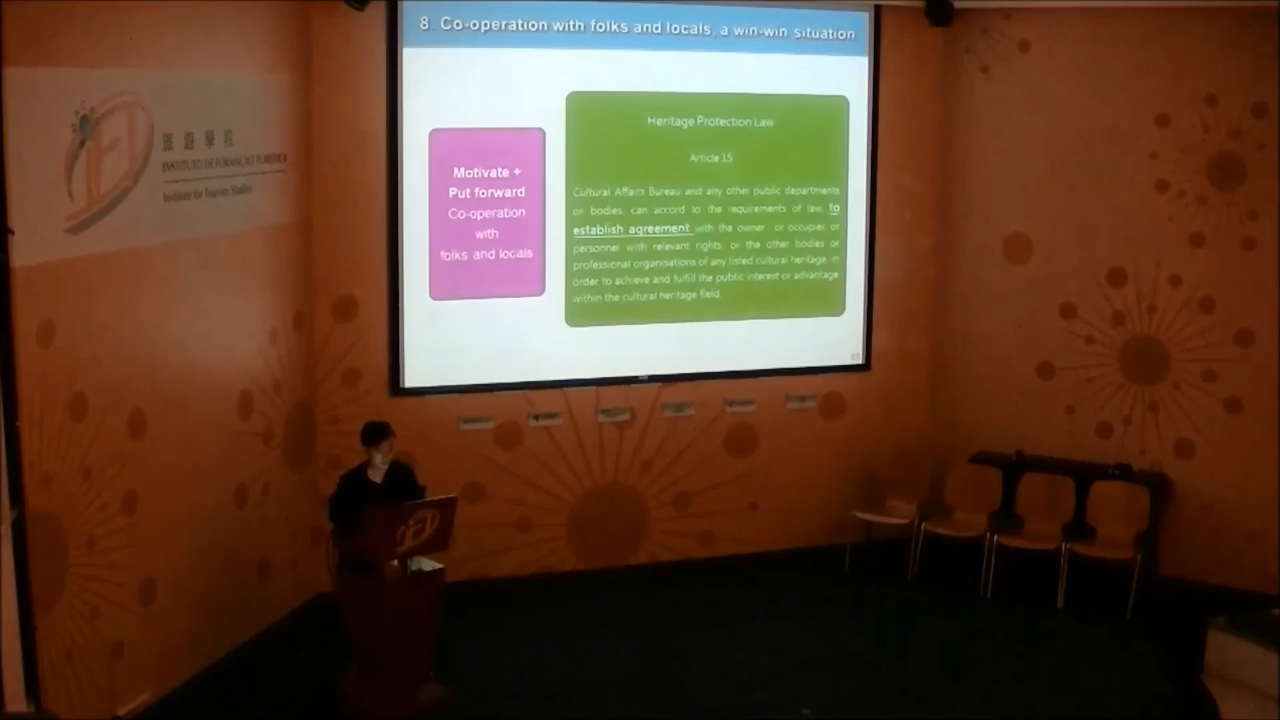 8. Co-operation with folks and locals, a win-win situation
旅 遊 學 院
INSTITUTO DE FORMAÇÃO TURÍSTICA
Institute for Tourism Studies
Motivate +
Put forward
Co-operation
with
folks and locals
Heritage Protection Law
Article 15
Cultural Affairs Bureau and any other public departments
or bodies, can accord to the requirements of law, to
establish agreement with the owner or occupier or
personnel with relevant rights, or the other bodies or
professional organisations of any listed cultural heritage, in
order to achieve and fulfill the public interest or advantage
within the cultural heritage field.